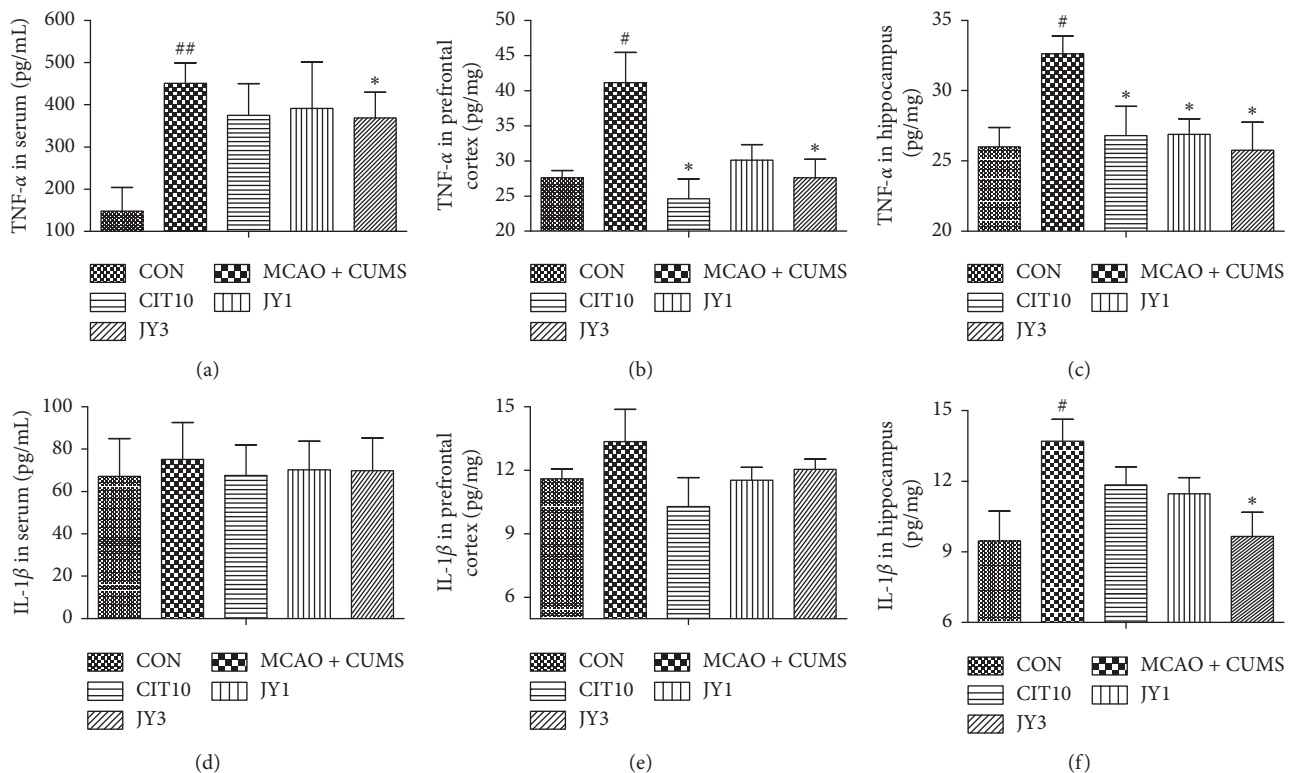 TNF-α in serum (pg/mL)
600
500
400
300
200
100
##
*
CON
MCAO + CUMS
CIT10
JY1
JY3
(a)
TNF-α in prefrontal
cortex (pg/mg)
50
45
40
35
30
25
20
#
*
*
CON
MCAO + CUMS
CIT10
JY1
JY3
(b)
TNF-α in hippocampus
(pg/mg)
35
30
25
20
#
*
*
*
CON
MCAO + CUMS
CIT10
JY1
JY3
(c)
IL-1β in serum (pg/mL)
100
80
60
40
20
0
CON
MCAO + CUMS
CIT10
JY1
JY3
(d)
IL-1β in prefrontal
cortex (pg/mg)
15
12
9
6
CON
MCAO + CUMS
CIT10
JY1
JY3
(e)
IL-1β in hippocampus
(pg/mg)
15
12
9
6
#
*
CON
MCAO + CUMS
CIT10
JY1
JY3
(f)